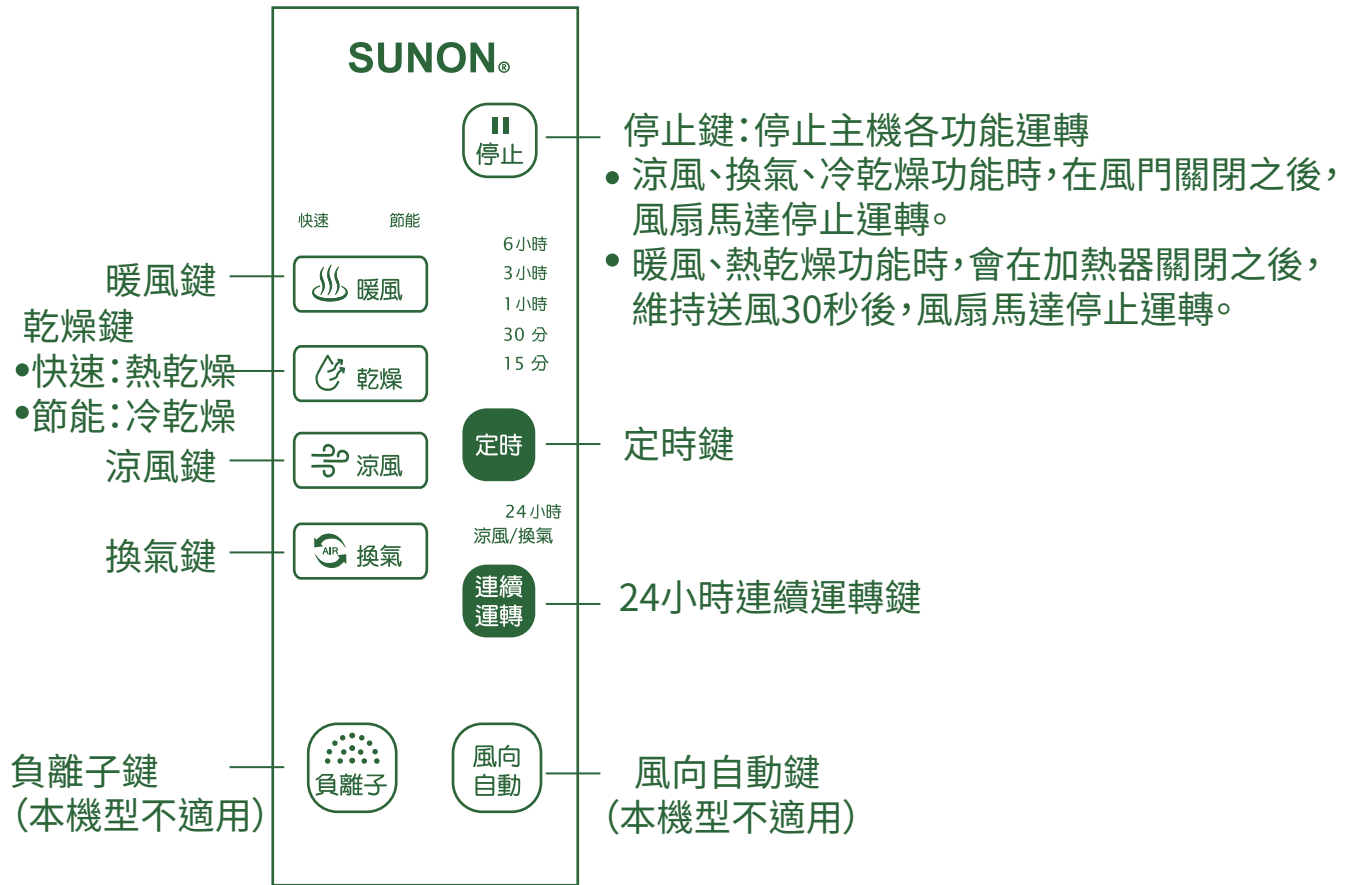 SUNON®
停止
停止鍵：停止主機各功能運轉
• 涼風、換氣、冷乾燥功能時，在風門關閉之後，
風扇馬達停止運轉。
• 暖風、熱乾燥功能時，會在加熱器關閉之後，
維持送風30秒後，風扇馬達停止運轉。
快速 節能
6小時
3小時
1小時
30 分
15 分
暖風鍵
暖風
乾燥鍵
•快速：熱乾燥
•節能：冷乾燥
乾燥
涼風鍵
涼風
定時
定時鍵
換氣鍵
AIR 換氣
24小時
涼風/換氣
連續
運轉
24小時連續運轉鍵
負離子鍵
（本機型不適用）
負離子
風向
自動
風向自動鍵
（本機型不適用）